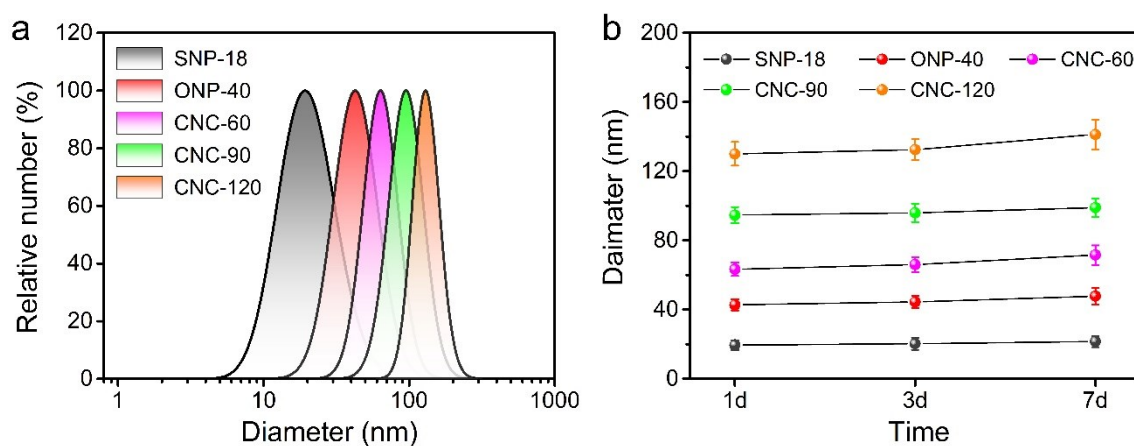 a
120
100
80
60
40
20
0
Relative number (%)
SNP-18
ONP-40
CNC-60
CNC-90
CNC-120
1 10 100 1000
Diameter (nm)
b
200
160
120
80
40
0
Daimater (nm)
SNP-18 ONP-40 CNC-60
CNC-90 CNC-120
1d 3d 7d
Time